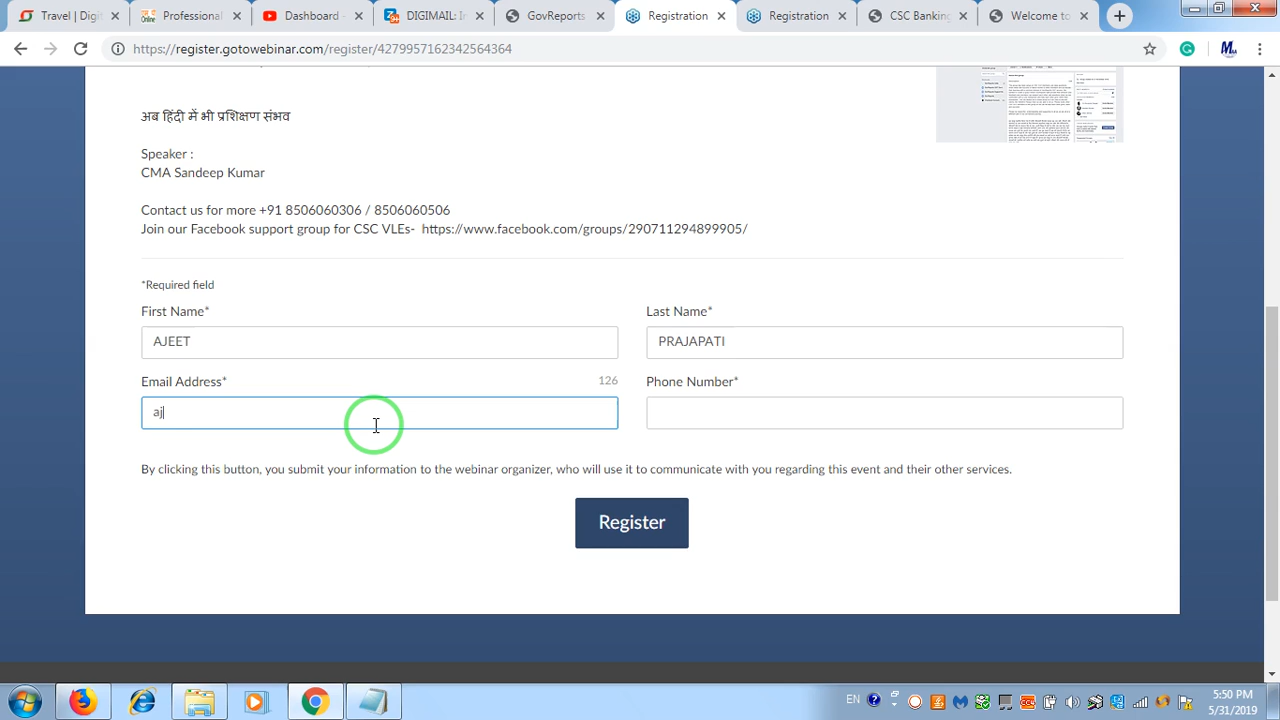 Travel | Digi
Professional
Dashboard -
DIGIMAIL: In
GovReports
Registration
Registration
CSC Banking
Welcome to
https://register.gotowebinar.com/register/4279957162342564364
अब हिंदी में भी प्रशिक्षण संभव
Speaker :
CMA Sandeep Kumar
Contact us for more +91 8506060306 / 8506060506
Join our Facebook support group for CSC VLEs- https://www.facebook.com/groups/290711294899905/
*Required field
First Name*
Last Name*
AJEET
PRAJAPATI
Email Address*
126
Phone Number*
aj
By clicking this button, you submit your information to the webinar organizer, who will use it to communicate with you regarding this event and their other services.
Register
EN
5:50 PM
5/31/2019